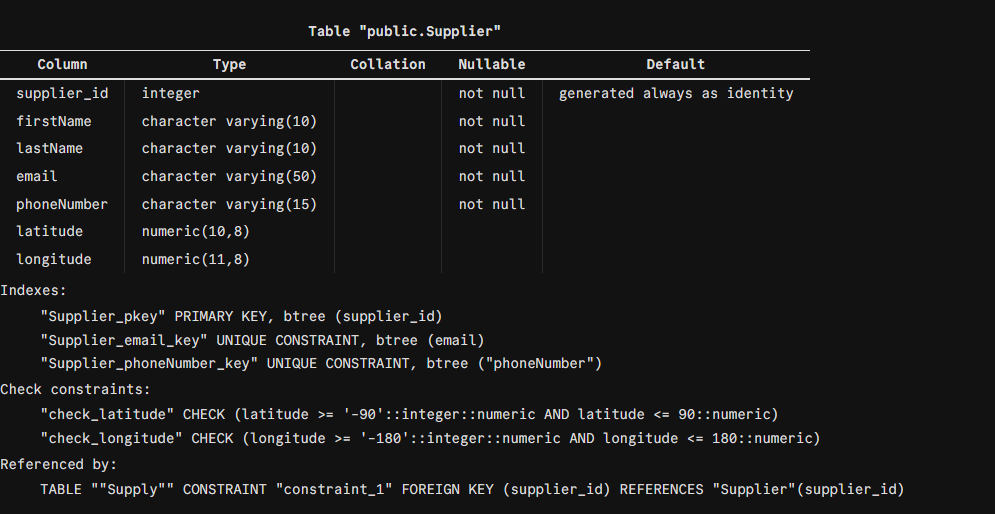 Table "public.Supplier"
Column Type Collation Nullable Default
supplier_id integer not null generated always as identity
firstName character varying(10) not null
lastName character varying(10) not null
email character varying(50) not null
phoneNumber character varying(15) not null
latitude numeric(10,8)
longitude numeric(11,8)
Indexes:
"Supplier_pkey" PRIMARY KEY, btree (supplier_id)
"Supplier_email_key" UNIQUE CONSTRAINT, btree (email)
"Supplier_phoneNumber_key" UNIQUE CONSTRAINT, btree ("phoneNumber")
Check constraints:
"check_latitude" CHECK (latitude >= '-90'::integer::numeric AND latitude <= 90::numeric)
"check_longitude" CHECK (longitude >= '-180'::integer::numeric AND longitude <= 180::numeric)
Referenced by:
TABLE ""Supply"" CONSTRAINT "constraint_1" FOREIGN KEY (supplier_id) REFERENCES "Supplier"(supplier_id)